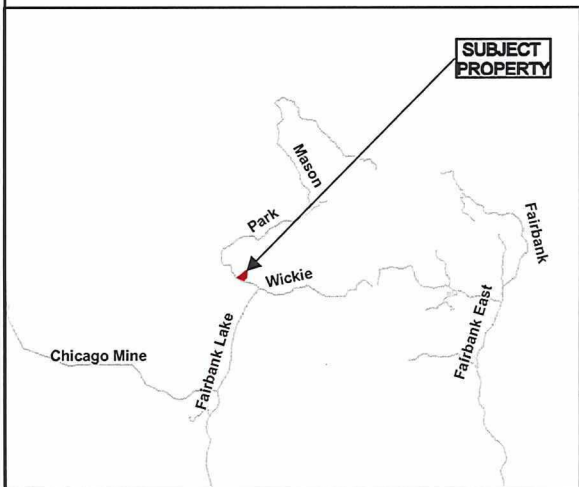 SUBJECT
PROPERTY
Mason
Park
Fairbank
Wickie
Fairbank East
Fairbank Lake
Chicago Mine